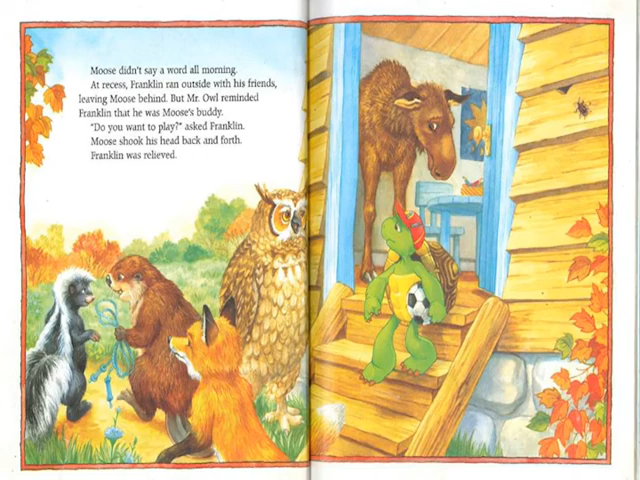 Moose didn't say a word all morning.
At recess, Franklin ran outside with his friends,
leaving Moose behind. But Mr. Owl reminded
Franklin that he was Moose's buddy.
"Do you want to play?" asked Franklin.
Moose shook his head back and forth.
Franklin was relieved.